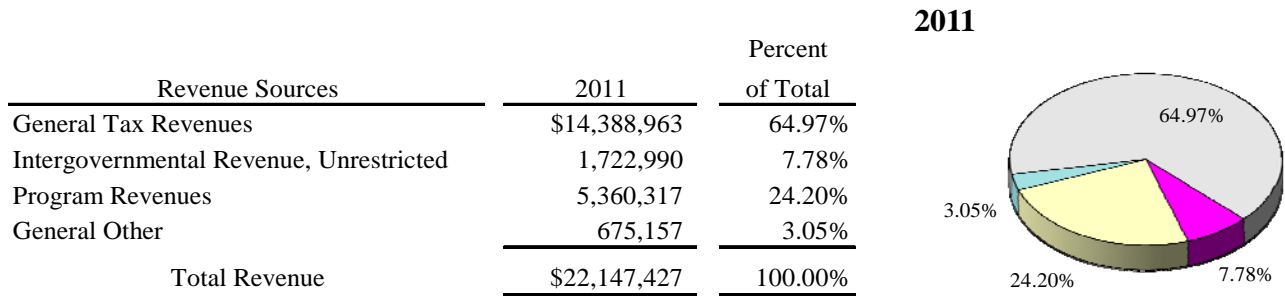 2011
Percent
Revenue Sources 2011 of Total
General Tax Revenues $14,388,963 64.97%
Intergovernmental Revenue, Unrestricted 1,722,990 7.78%
Program Revenues 5,360,317 24.20%
General Other 675,157 3.05%
Total Revenue $22,147,427 100.00%
64.97%
3.05%
24.20%
7.78%